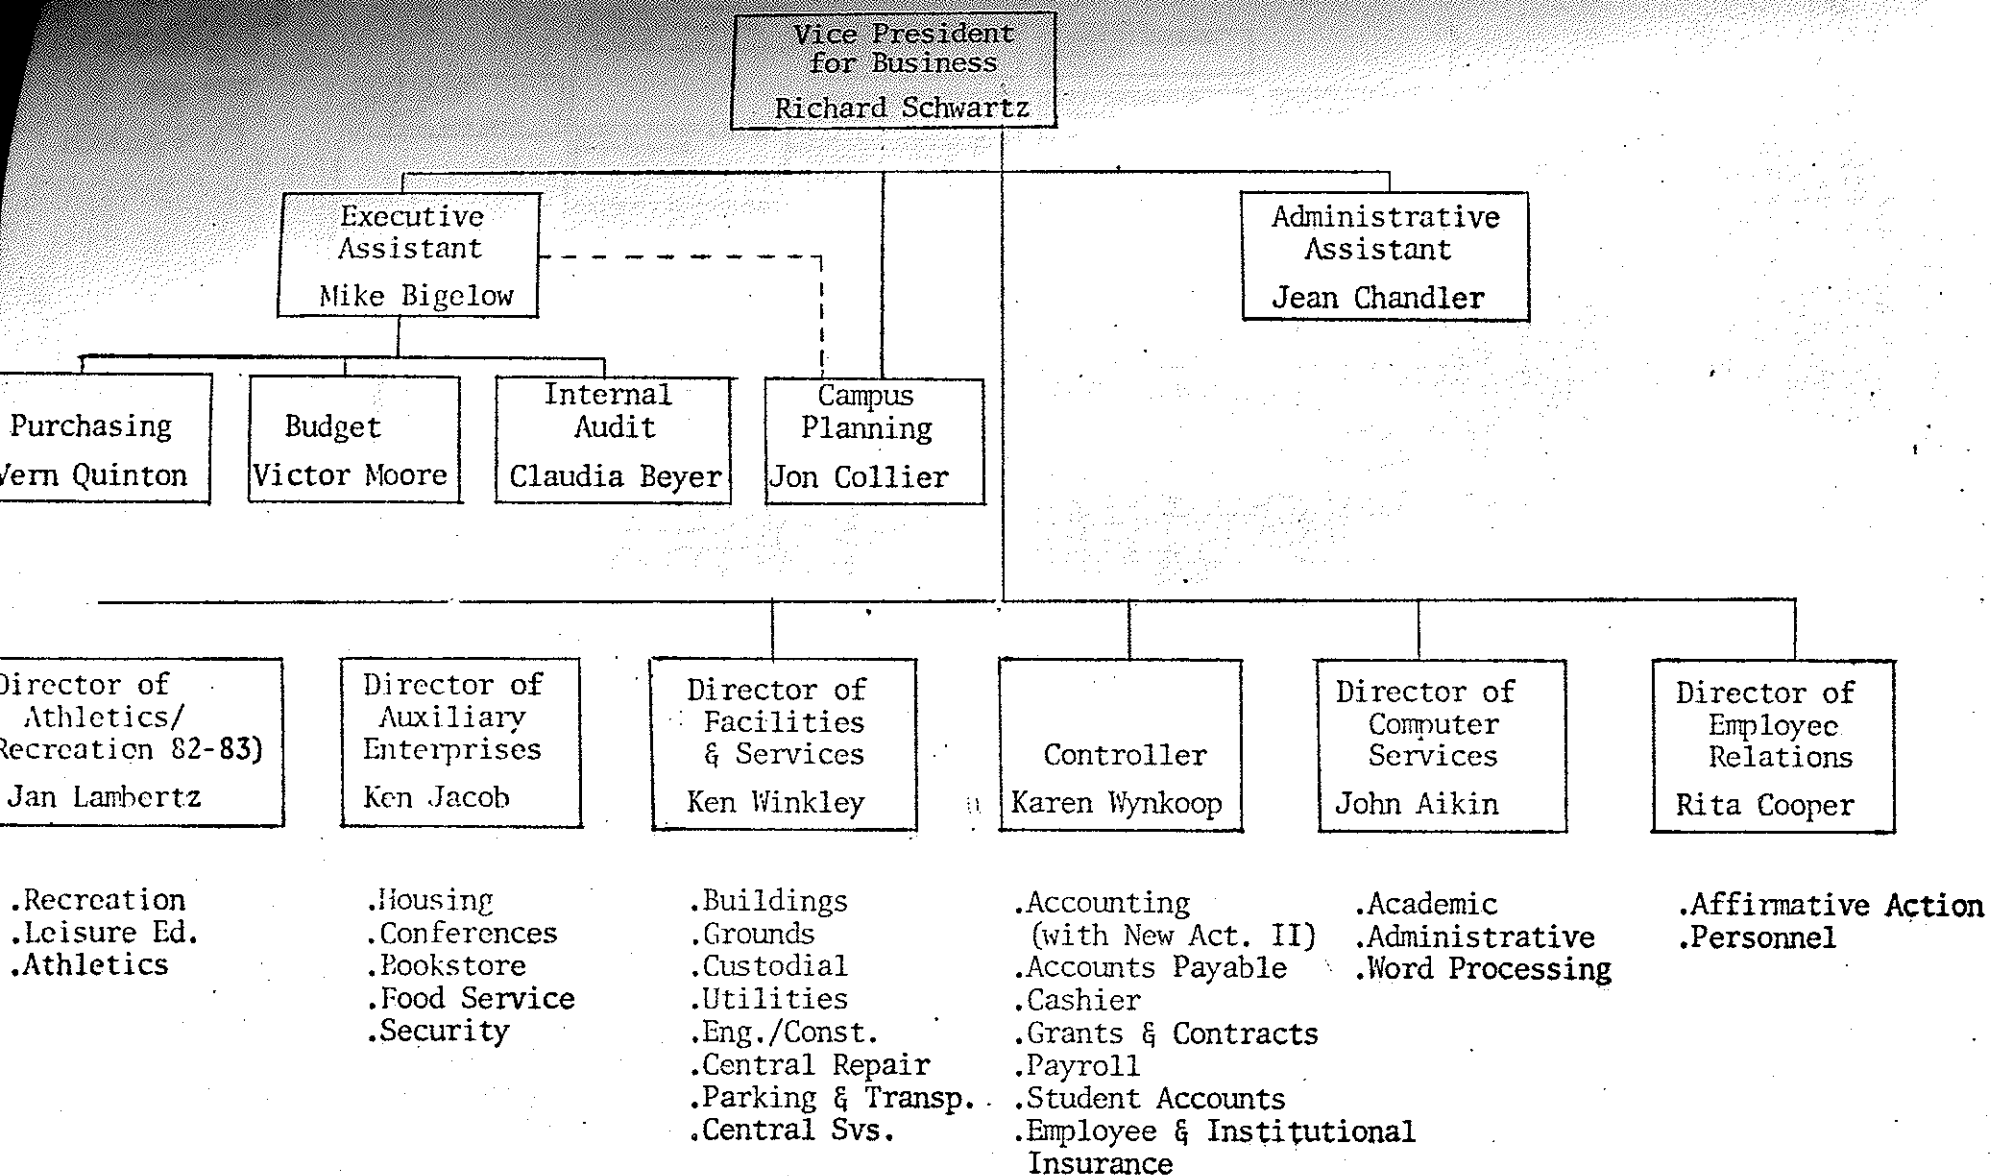 Vice President
for Business
Richard Schwartz
Executive
Assistant
Mike Bigelow
Administrative
Assistant
Jean Chandler
Purchasing
Vern Quinton
Budget
Victor Moore
Internal
Audit
Claudia Beyer
Campus
Planning
Jon Collier
Director of
Athletics/
Recreation 82-83)
Jan Lambertz
Director of
Auxiliary
Enterprises
Ken Jacob
Director of
Facilities
& Services
Ken Winkley
Controller
Karen Wynkoop
Director of
Computer
Services
John Aikin
Director of
Employee
Relations
Rita Cooper
.Recreation
.Leisure Ed.
.Athletics
.Housing
.Conferences
.Bookstore
.Food Service
.Security
.Buildings
.Grounds
.Custodial
.Utilities
.Eng./Const.
.Central Repair
.Parking & Transp.
.Central Svs.
.Accounting
(with New Act. II)
.Accounts Payable
.Cashier
.Grants & Contracts
.Payroll
.Student Accounts
.Employee & Institutional
Insurance
.Academic
.Administrative
.Word Processing
.Affirmative Action
.Personnel